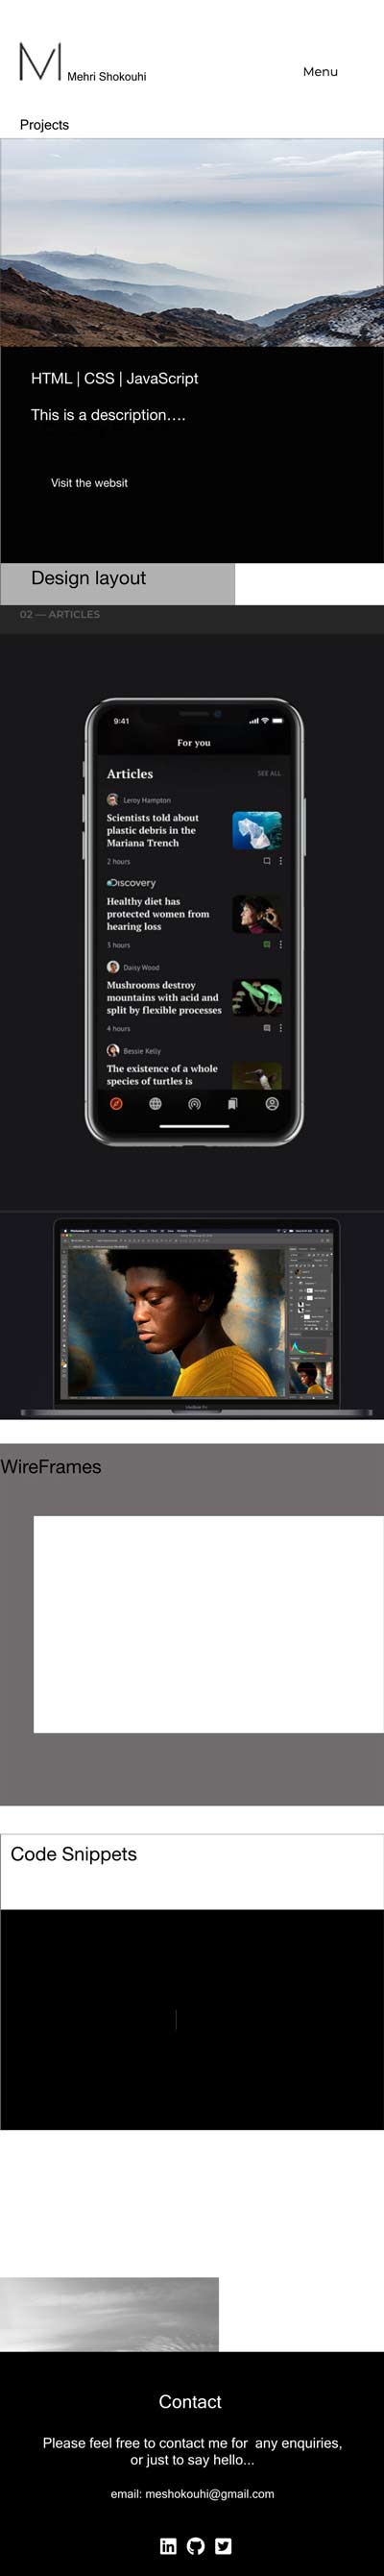 M Mehri Shokouhi
Menu
Projects
HTML | CSS | JavaScript
This is a description....
Visit the websit
Design layout
02 — ARTICLES
9:41
For you
Articles
SEE ALL
Leroy Hampton
Scientists told about
plastic debris in the
Mariana Trench
2 hours
Discovery
Healthy diet has
protected women from
hearing loss
5 hours
Daisy Wood
Mushrooms destroy
mountains with acid and
split by flexible processes
4 hours
Bessie Kelly
The existence of a whole
species of turtles is
MacBook Pro
WireFrames
Code Snippets
Contact
Please feel free to contact me for any enquiries,
or just to say hello...
email: meshokouhi@gmail.com
in